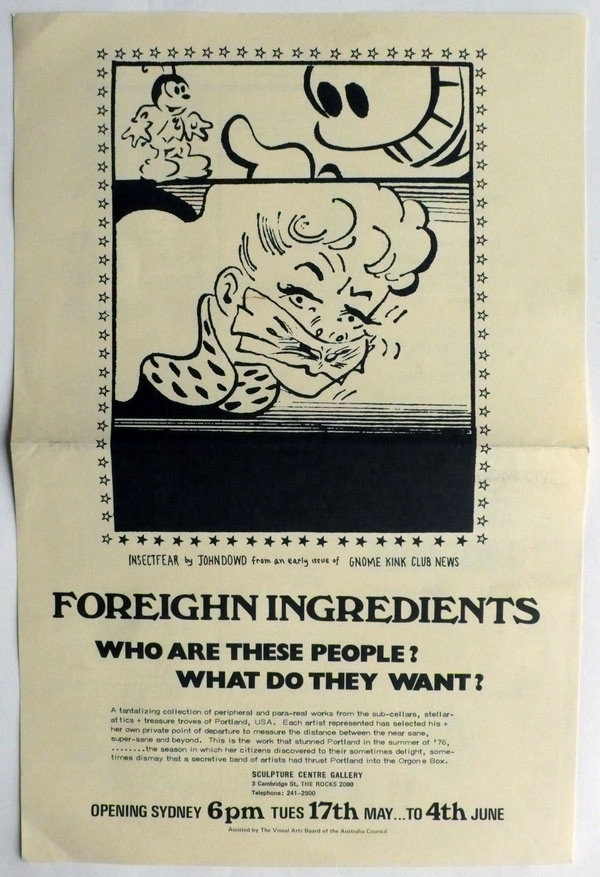 INSECTFEAR by JOHN DOWD from an early issue of GNOME KINK CLUB NEWS
FOREIGHN INGREDIENTS
WHO ARE THESE PEOPLE?
WHAT DO THEY WANT?
A tantalizing collection of peripheral and para-real works from the sub-cellars, stellar-
attics + treasure troves of Portland, USA. Each artist represented has selected his +
her own private point of departure to measure the distance between the near sane,
super-sane and beyond. This is the work that stunned Portland in the summer of '76,
........the season in which her citizens discovered to their sometimes delight, some-
times dismay that a secretive band of artists had thrust Portland into the Orgone Box.
SCULPTURE CENTRE GALLERY
3 Cambridge St, THE ROCKS 2000
Telephone: 241-2900
OPENING SYDNEY 6pm TUES 17th MAY...TO 4th JUNE
Assisted by The Visual Arts Board of the Australia Council